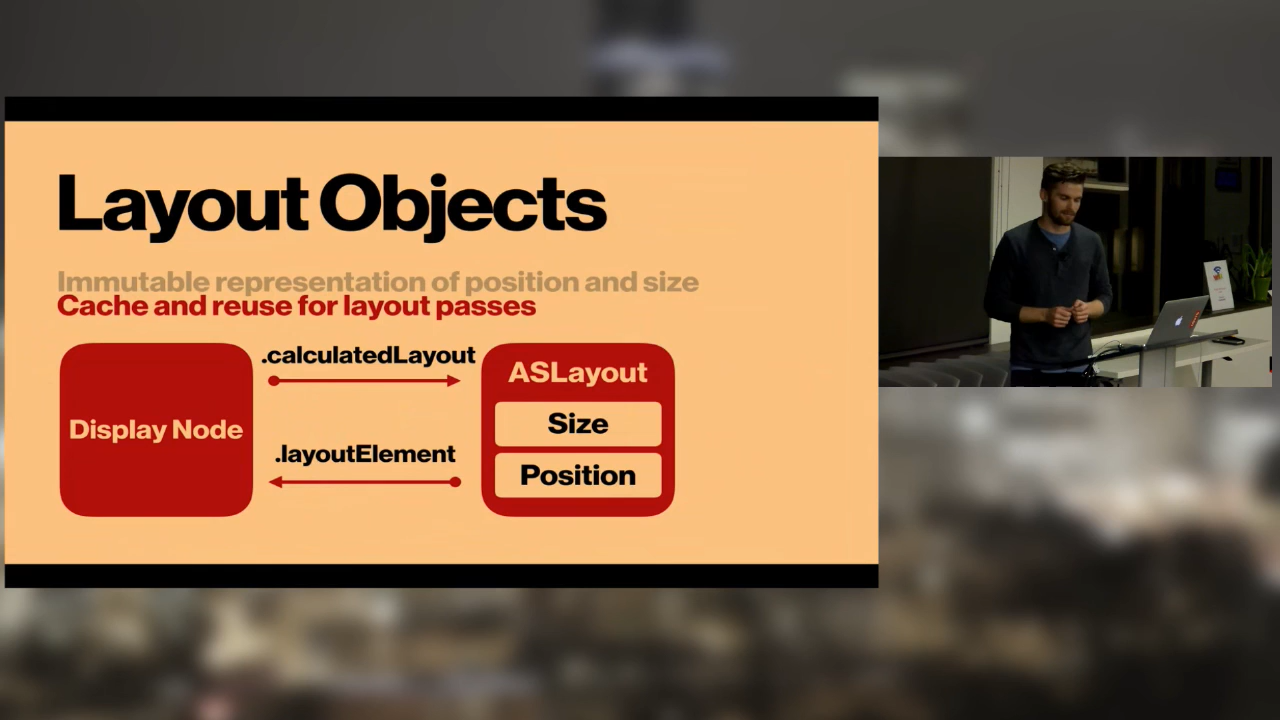 Layout Objects
Immutable representation of position and size
Cache and reuse for layout passes
.calculatedLayout
ASLayout
Size
Display Node
.layoutElement
Position